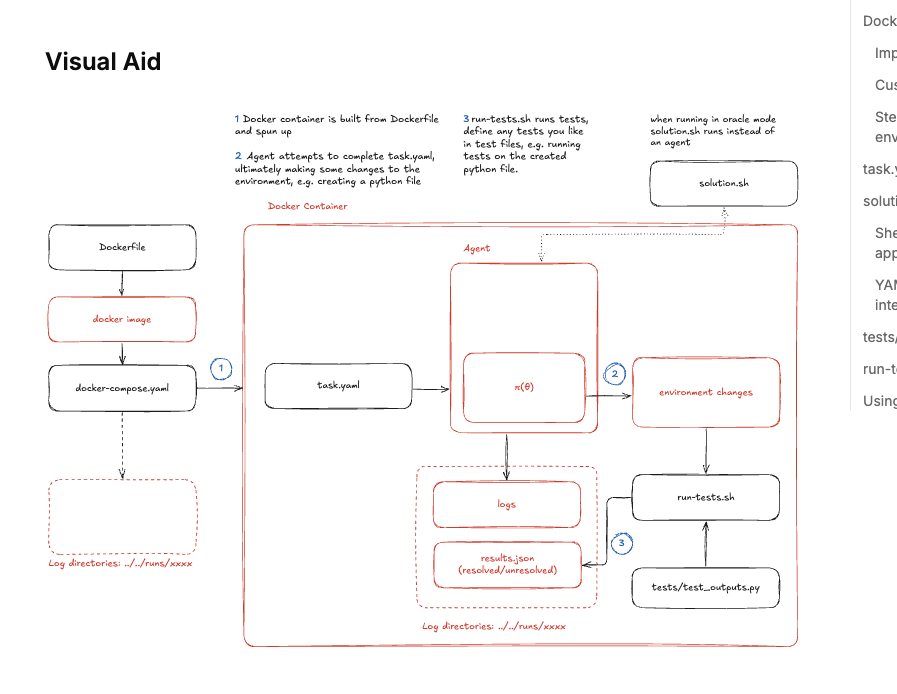 Visual Aid
1 Docker container is built from Dockerfile
and spun up
2 Agent attempts to complete task.yaml,
ultimately making some changes to the
environment, e.g. creating a python file
3 run-tests.sh runs tests,
define any tests you like
in test files, e.g. running
tests on the created
python file.
when running in oracle mode
solution.sh runs instead of
an agent
solution.sh
Docker Container
Dockerfile
Agent
docker image
1
docker-compose.yaml
task.yaml
π(θ)
2
environment changes
logs
run-tests.sh
3
results.json
(resolved/unresolved)
tests/test_outputs.py
Log directories: ../../runs/xxxx
Log directories: ../../runs/xxxx
Dock
Imp
Cus
Ste
env
task.y
soluti
She
app
YAM
inte
tests/
run-te
Using